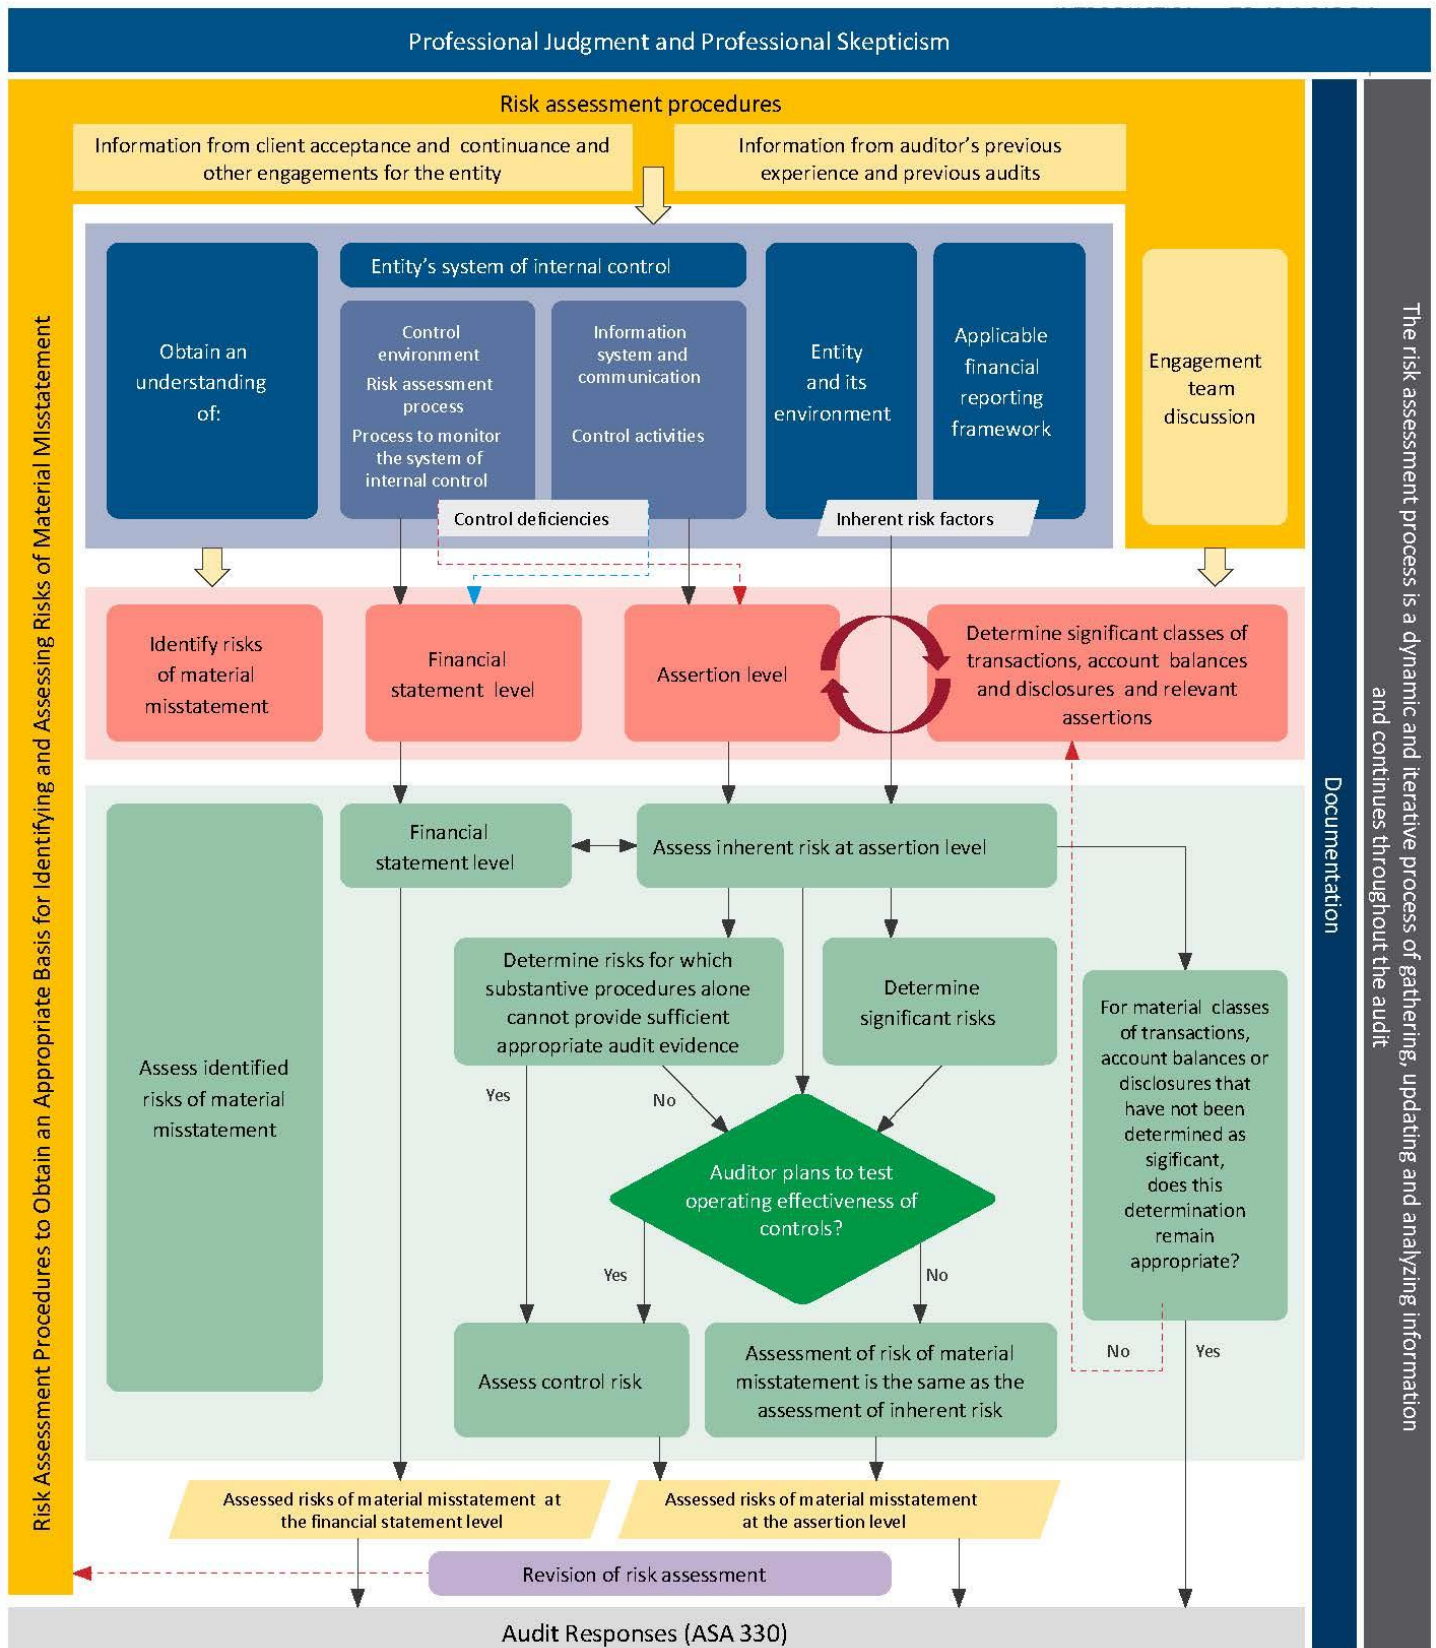 Professional Judgment and Professional Skepticism
Risk assessment procedures
Information from client acceptance and continuance and
other engagements for the entity
Information from auditor's previous
experience and previous audits
Risk Assessment Procedures to Obtain an Appropriate Basis for Identifying and Assessing Risks of Material MIsstatement
Obtain an
understanding
of:
Entity's system of internal control
Control
environment
Risk assessment
process
Process to monitor
the system of
internal control
Information
system and
communication
Control activities
Entity
and its
environment
Applicable
financial
reporting
framework
Engagement
team
discussion
Control deficiencies
Inherent risk factors
Identify risks
of material
misstatement
Financial
statement level
Assertion level
Determine significant classes of
transactions, account balances
and disclosures and relevant
assertions
Assess identified
risks of material
misstatement
Financial
statement level
Assess inherent risk at assertion level
Determine risks for which
substantive procedures alone
cannot provide sufficient
appropriate audit evidence
Determine
significant risks
For material classes
of transactions,
account balances or
disclosures that
have not been
determined as
sigificant,
does this
determination
remain
appropriate?
Yes
No
Auditor plans to test
operating effectiveness of
controls?
Yes
No
Assess control risk
Assessment of risk of material
misstatement is the same as the
assessment of inherent risk
No
Yes
Assessed risks of material misstatement at
the financial statement level
Assessed risks of material misstatement
at the assertion level
Revision of risk assessment
Audit Responses (ASA 330)
Documentation
The risk assessment process is a dynamic and iterative process of gathering, updating and analyzing information
and continues throughout the audit